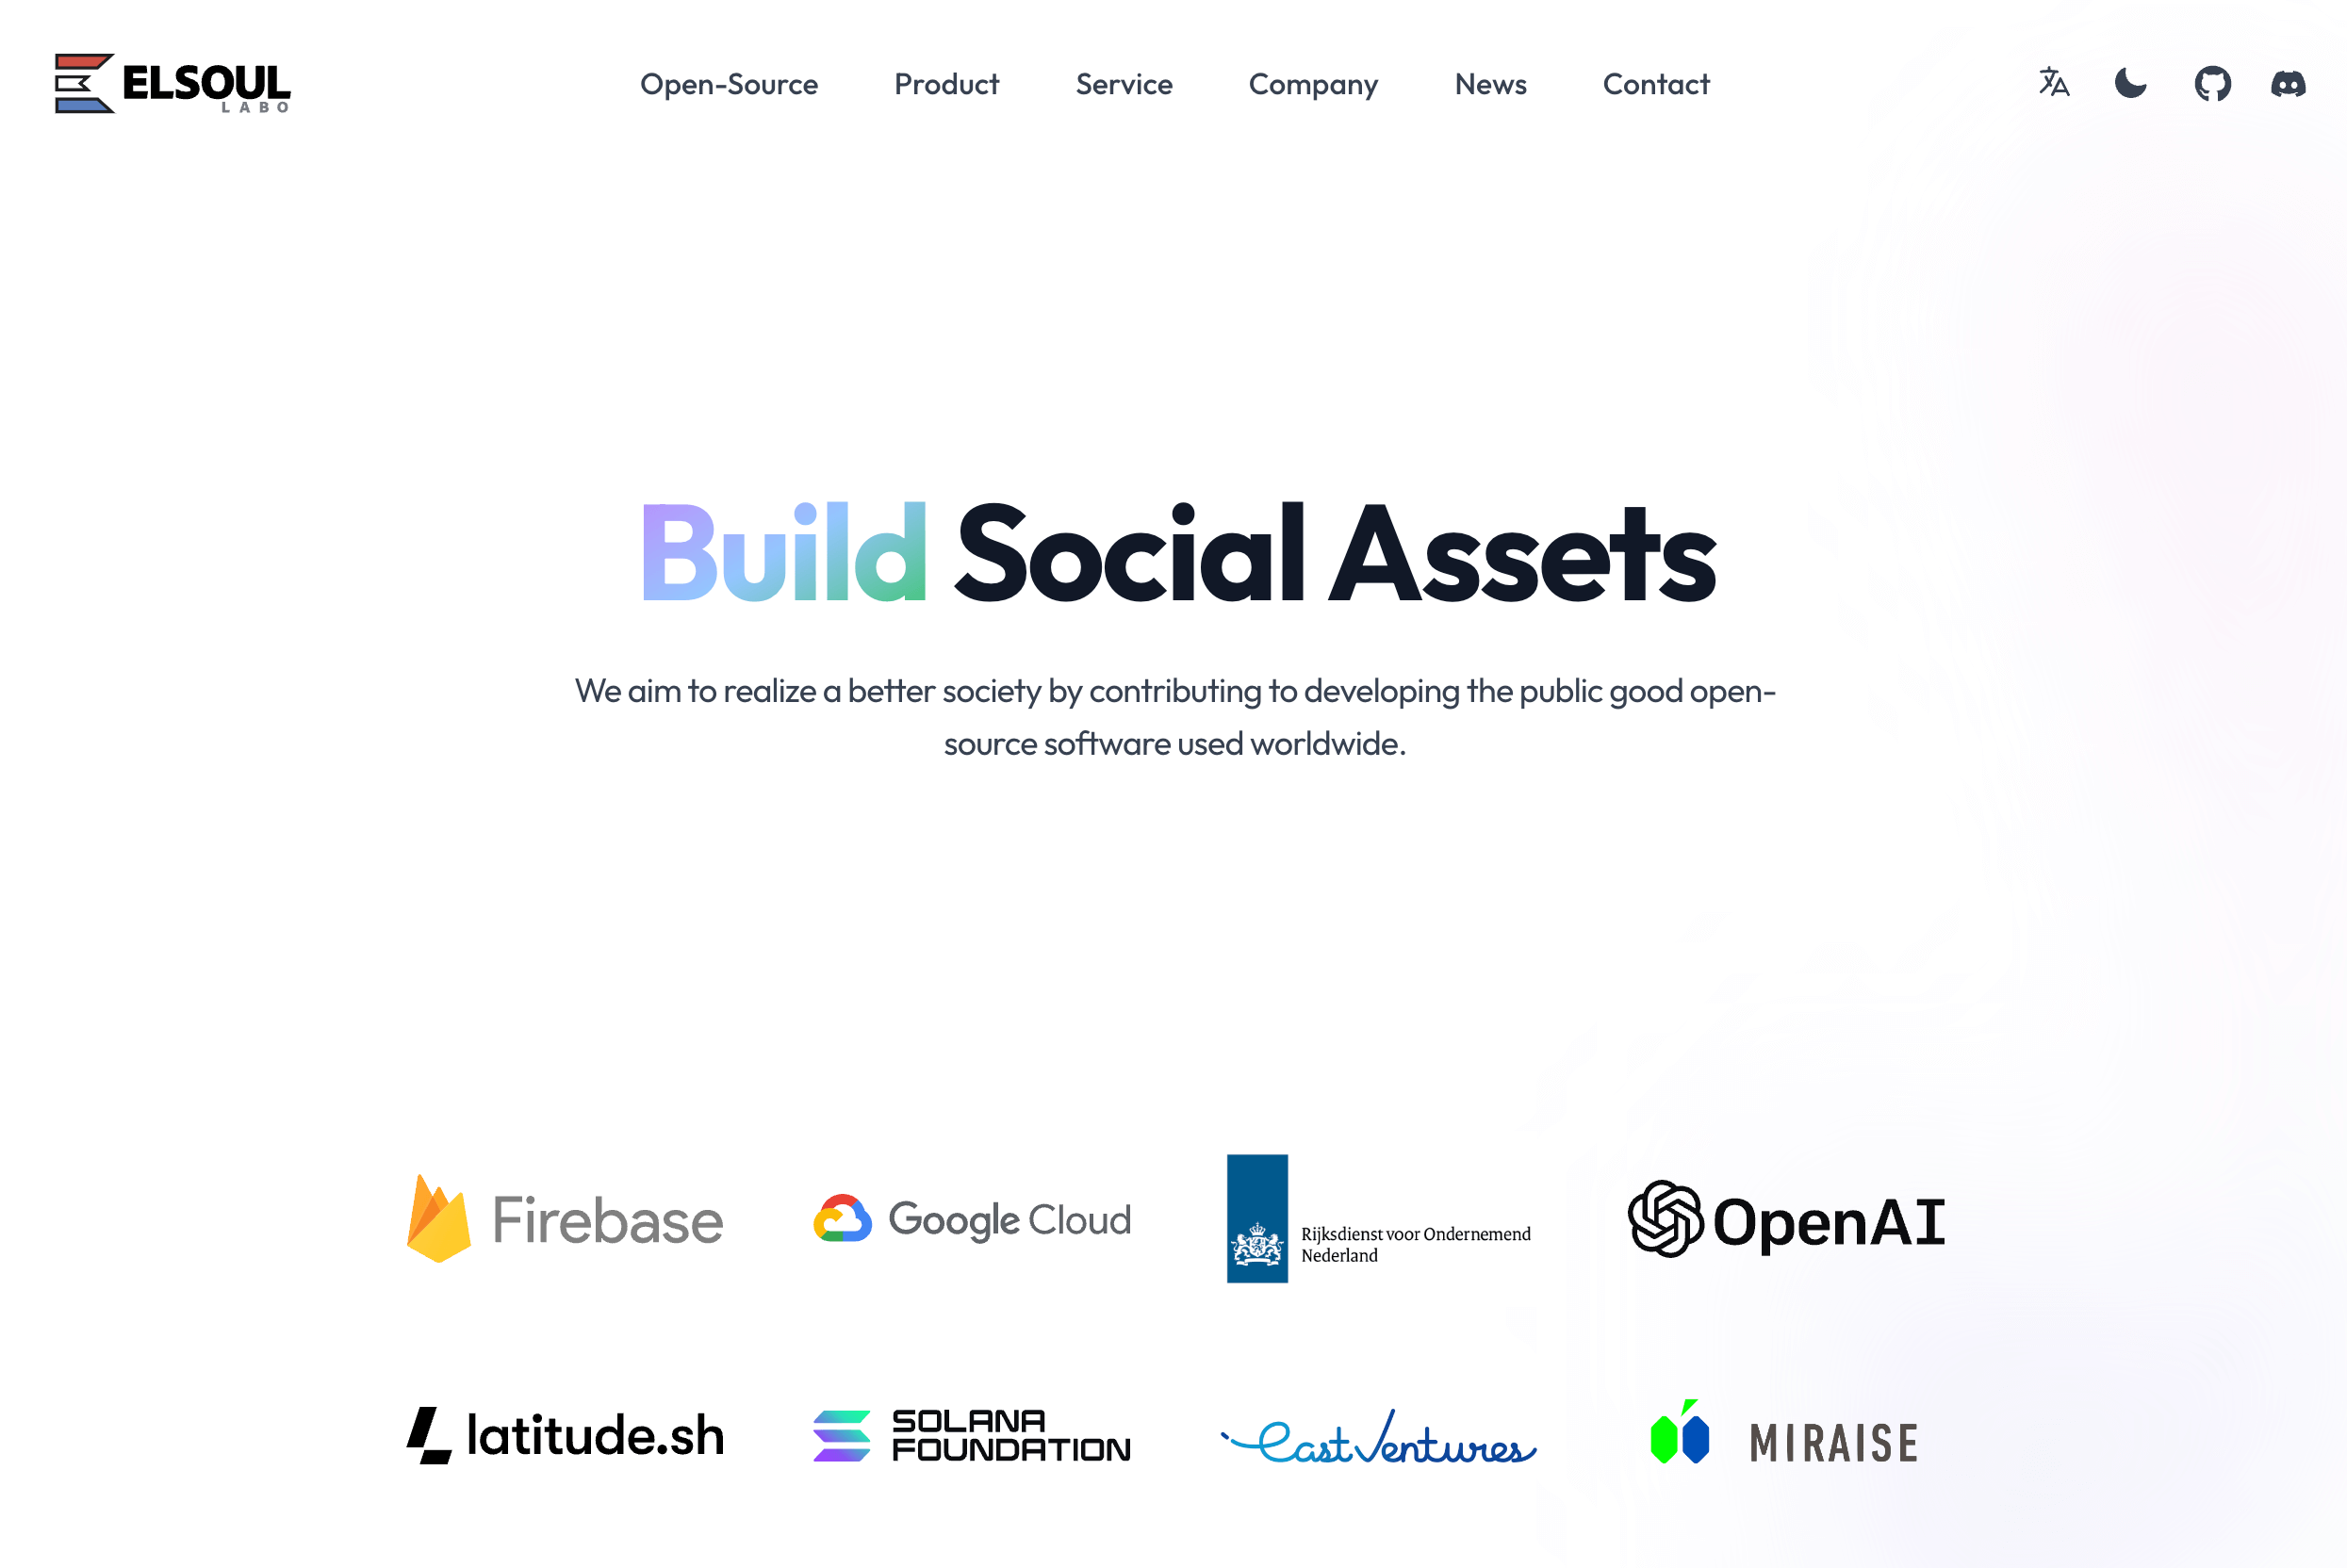 ELSOUL
LABO
Open-Source
Product
Service
Company
News
Contact
Build Social Assets
We aim to realize a better society by contributing to developing the public good open-
source software used worldwide.
Firebase
Google Cloud
Rijksdienst voor Ondernemend
Nederland
OpenAI
latitude.sh
SOLANA
FOUNDATION
East Ventures
MIRAISE